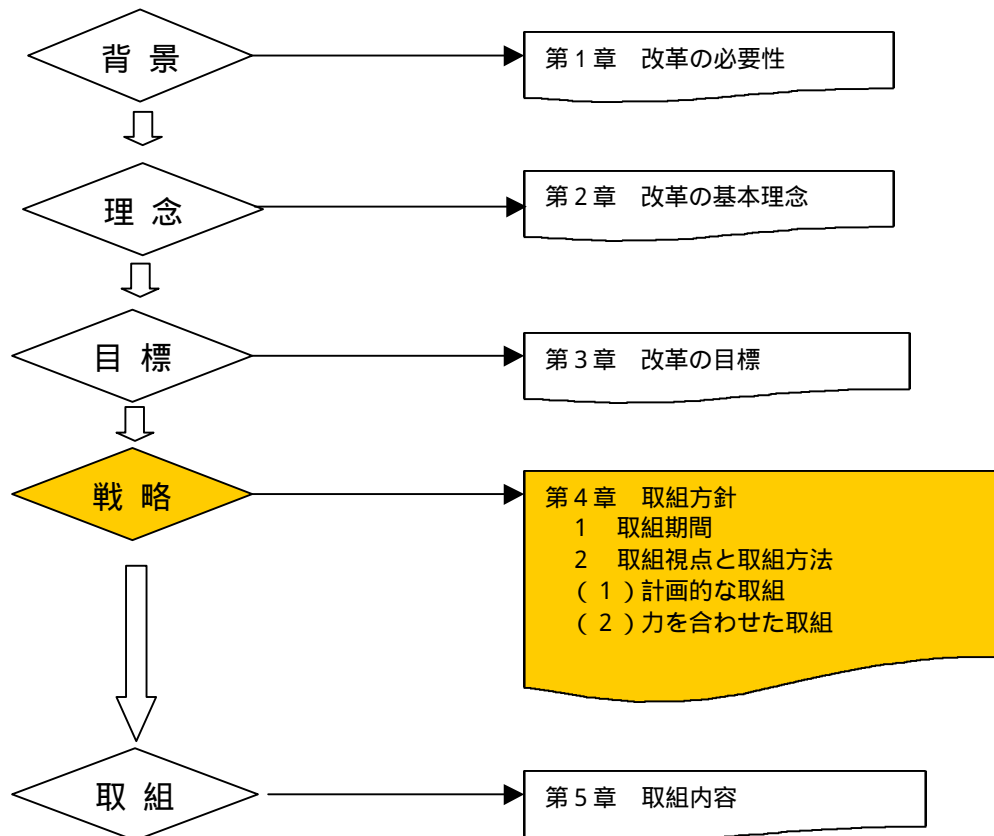 背 景
第1章　改革の必要性
理 念
第2章　改革の基本理念
目 標
第3章　改革の目標
戦 略
第4章　取組方針
1　取組期間
2　取組視点と取組方法
(1)計画的な取組
(2)力を合わせた取組
取 組
第5章　取組内容